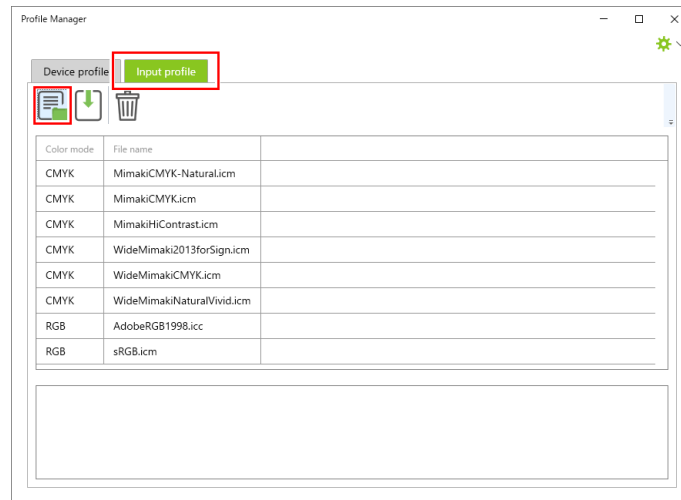 Profile Manager
Device profile Input profile
Color mode File name
CMYK MimakiCMYK-Natural.icm
CMYK MimakiCMYK.icm
CMYK MimakiHiContrast.icm
CMYK WideMimaki2013forSign.icm
CMYK WideMimakiCMYK.icm
CMYK WideMimakiNaturalVivid.icm
RGB AdobeRGB1998.icc
RGB sRGB.icm